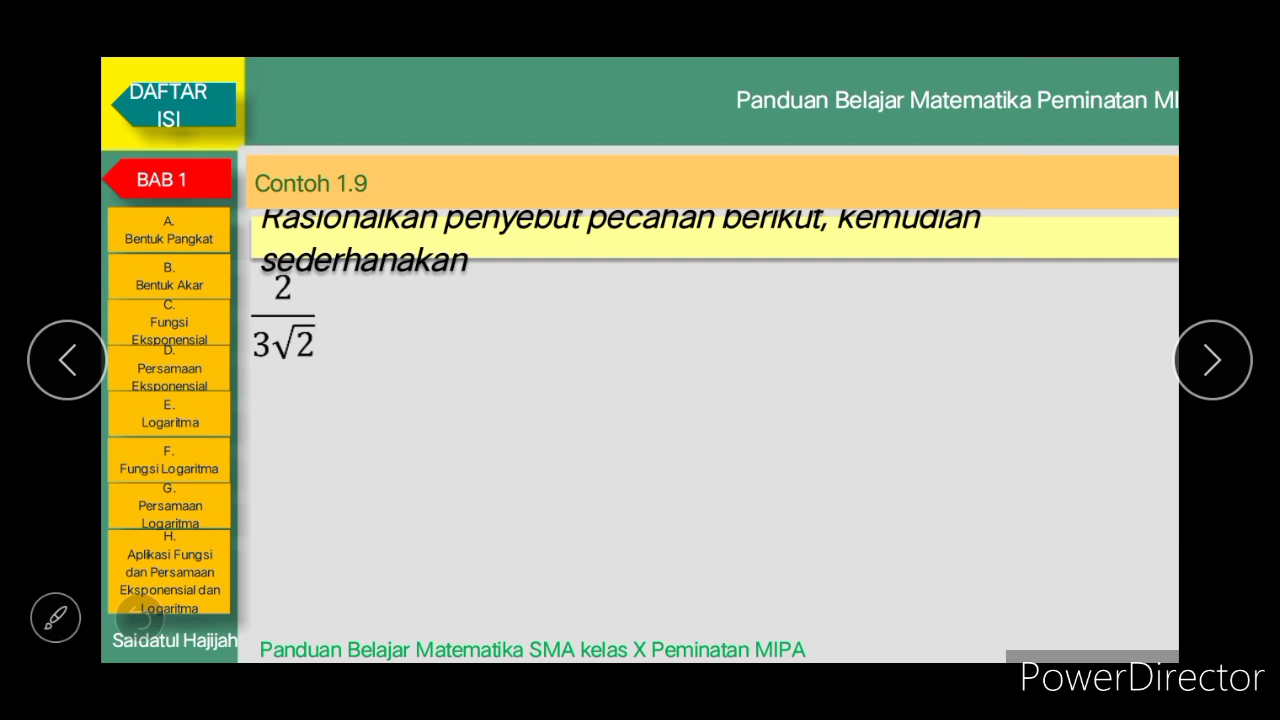 DAFTAR
ISI
Panduan Belajar Matematika Peminatan MI
BAB 1
Contoh 1.9
Rasionalkan penyebut pecahan berikut, kemudian
sederhanakan
2
3√2
A.
Bentuk Pangkat
B.
Bentuk Akar
C.
Fungsi
Eksponensial
D.
Persamaan
Eksponensial
E.
Logaritma
F.
Fungsi Logaritma
G.
Persamaan
Logaritma
H.
Aplikasi Fungsi
dan Persamaan
Eksponensial dan
Logaritma
Saidatul Hajijah
Panduan Belajar Matematika SMA kelas X Peminatan MIPA
PowerDirector